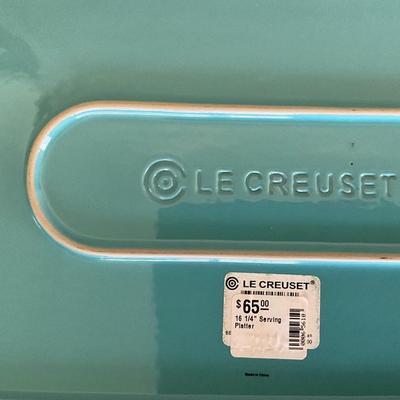 LE CREUSET
LE CREUSET®
$65.00
16 1/4" Serving
Platter